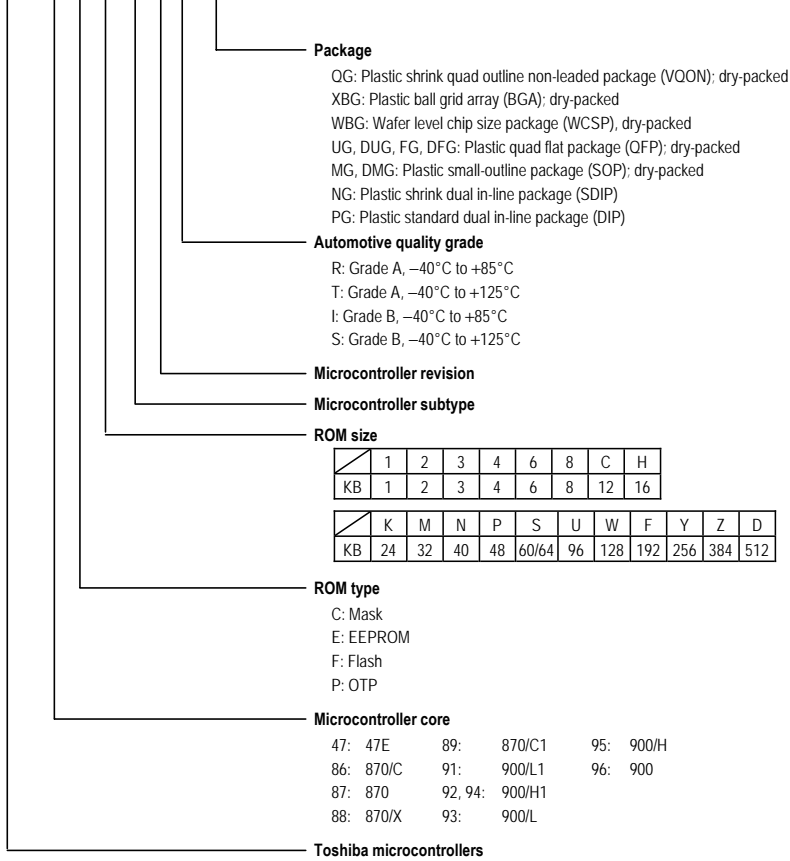 Package
QG: Plastic shrink quad outline non-leaded package (VQON); dry-packed
XBG: Plastic ball grid array (BGA); dry-packed
WBG: Wafer level chip size package (WCSP), dry-packed
UG, DUG, FG, DFG: Plastic quad flat package (QFP); dry-packed
MG, DMG: Plastic small-outline package (SOP); dry-packed
NG: Plastic shrink dual in-line package (SDIP)
PG: Plastic standard dual in-line package (DIP)
Automotive quality grade
R: Grade A, –40°C to +85°C
T: Grade A, –40°C to +125°C
I: Grade B, –40°C to +85°C
S: Grade B, –40°C to +125°C
Microcontroller revision
Microcontroller subtype
ROM size
1 2 3 4 6 8 C H
KB 1 2 3 4 6 8 12 16
K M N P S U W F Y Z D
KB 24 32 40 48 60/64 96 128 192 256 384 512
ROM type
C: Mask
E: EEPROM
F: Flash
P: OTP
Microcontroller core
47: 47E 89: 870/C1 95: 900/H
86: 870/C 91: 900/L1 96: 900
87: 870 92, 94: 900/H1
88: 870/X 93: 900/L
Toshiba microcontrollers